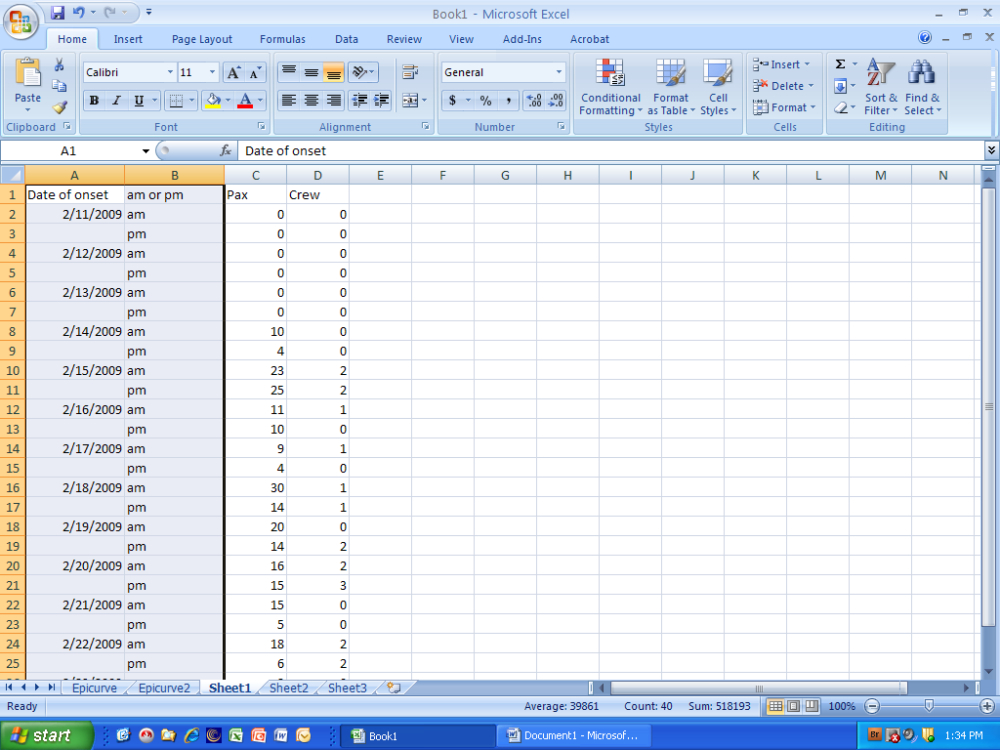 Book1 - Microsoft Excel
Home Insert Page Layout Formulas Data Review View Add-Ins Acrobat
Calibri 11 A A General Insert Σ
Paste B I U A $ % , Conditional Formatting Format as Table Cell Styles Delete Format Sort & Filter Find & Select
Clipboard Font Alignment Number Styles Cells Editing
A1 fx Date of onset
A B C D E F G H I J K L M N
1 Date of onset am or pm Pax Crew
2 2/11/2009 am 0 0
3 pm 0 0
4 2/12/2009 am 0 0
5 pm 0 0
6 2/13/2009 am 0 0
7 pm 0 0
8 2/14/2009 am 10 0
9 pm 4 0
10 2/15/2009 am 23 2
11 pm 25 2
12 2/16/2009 am 11 1
13 pm 10 0
14 2/17/2009 am 9 1
15 pm 4 0
16 2/18/2009 am 30 1
17 pm 14 1
18 2/19/2009 am 20 0
19 pm 14 2
20 2/20/2009 am 16 2
21 pm 15 3
22 2/21/2009 am 15 0
23 pm 5 0
24 2/22/2009 am 18 2
25 pm 6 2
Epicurve Epicurve2 Sheet1 Sheet2 Sheet3
Ready Average: 39861 Count: 40 Sum: 518193 100%
start Book1 Document1 - Microsof... Br 1:34 PM